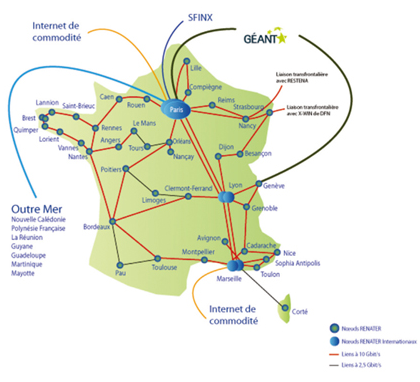 Internet de
commodité
SFINX
GÉANT
Liaison transfrontalière
avec RESTENA
Liaison transfrontalière
avec X-WIN de DFN
Lille
Compiègne
Paris
Caen
Rouen
Reims
Strasbourg
Nancy
Lannion
Saint-Brieuc
Brest
Quimper
Lorient
Vannes
Nantes
Rennes
Le Mans
Angers
Tours
Orléans
Nançay
Dijon
Besançon
Poitiers
Limoges
Clermont-Ferrand
Lyon
Genève
Grenoble
Outre Mer
Nouvelle Calédonie
Polynésie Française
La Réunion
Guyane
Guadeloupe
Martinique
Mayotte
Bordeaux
Pau
Toulouse
Montpellier
Avignon
Cadarache
Nice
Sophia Antipolis
Toulon
Marseille
Corté
Internet de
commodité
Nœuds RENATER
Nœuds RENATER Internationaux
Liens à 10 Gbit/s
Liens à 2,5 Gbit/s